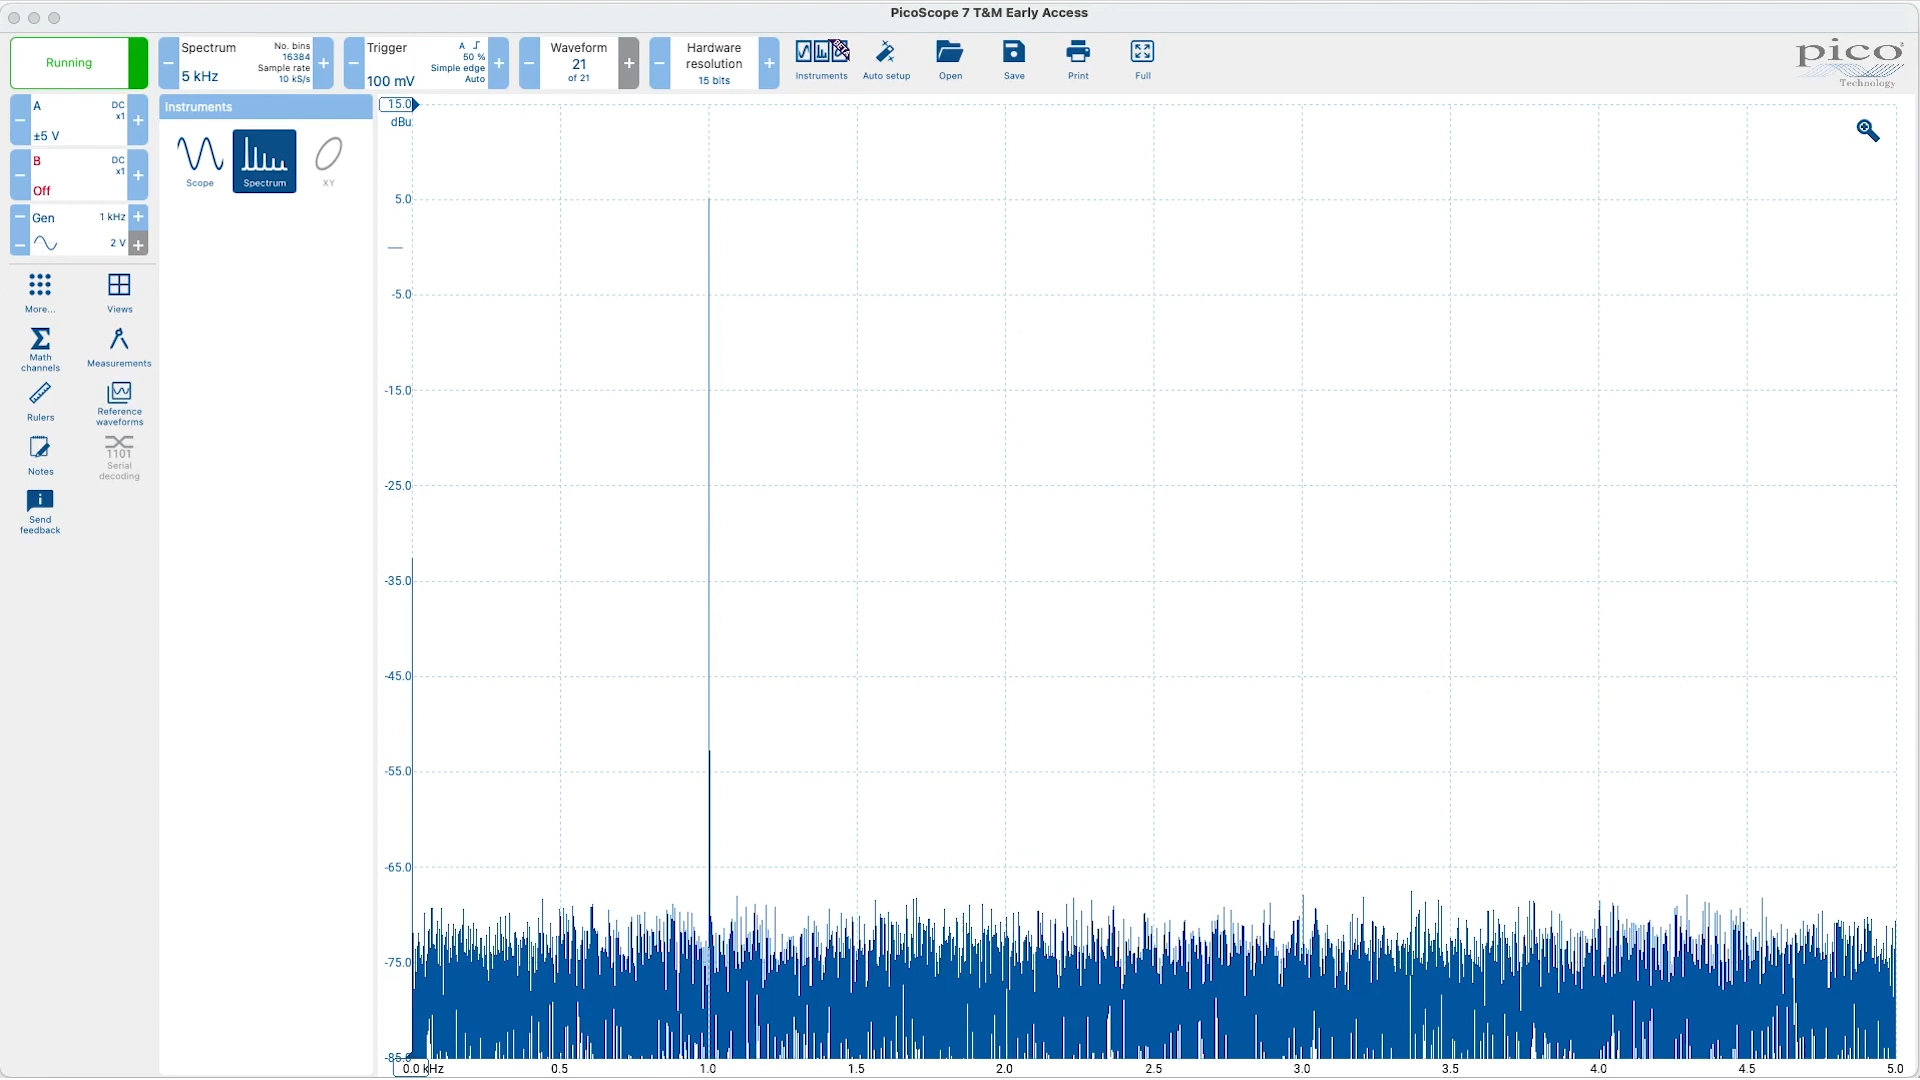 PicoScope 7 T&M Early Access
Running
Spectrum
5 kHz
No. bins
16384
Sample rate
10 kS/s
Trigger
100 mV
A
50 %
Simple edge
Auto
Waveform
21
of 21
Hardware
resolution
15 bits
Instruments
Auto setup
Open
Save
Print
Full
pico
Technology
A
DC
x1
±5 V
B
DC
x1
Off
Gen
1 kHz
2 V
More...
Views
Math
channels
Measurements
Rulers
Reference
waveforms
Notes
1101
Serial
decoding
Send
feedback
Instruments
Scope
Spectrum
XY
15.0
dBu
5.0
-5.0
-15.0
-25.0
-35.0
-45.0
-55.0
-65.0
-75.0
-85.0
0.0 kHz
0.5
1.0
1.5
2.0
2.5
3.0
3.5
4.0
4.5
5.0